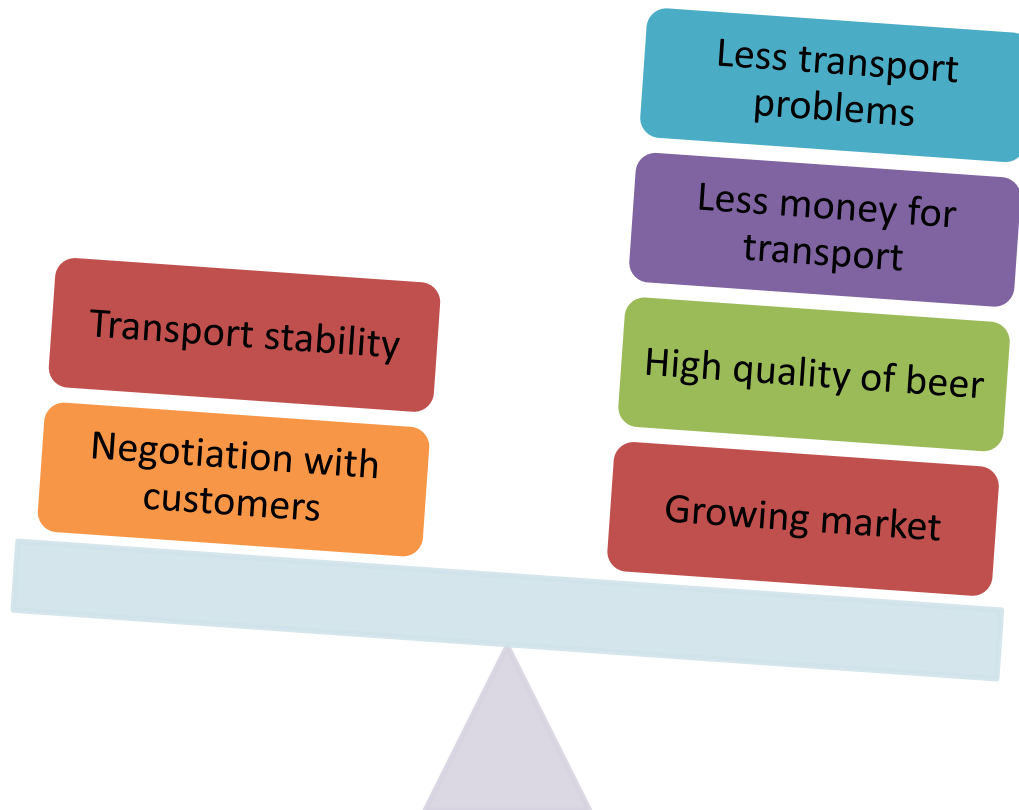 Transport stability
Negotiation with
customers
Less transport
problems
Less money for
transport
High quality of beer
Growing market